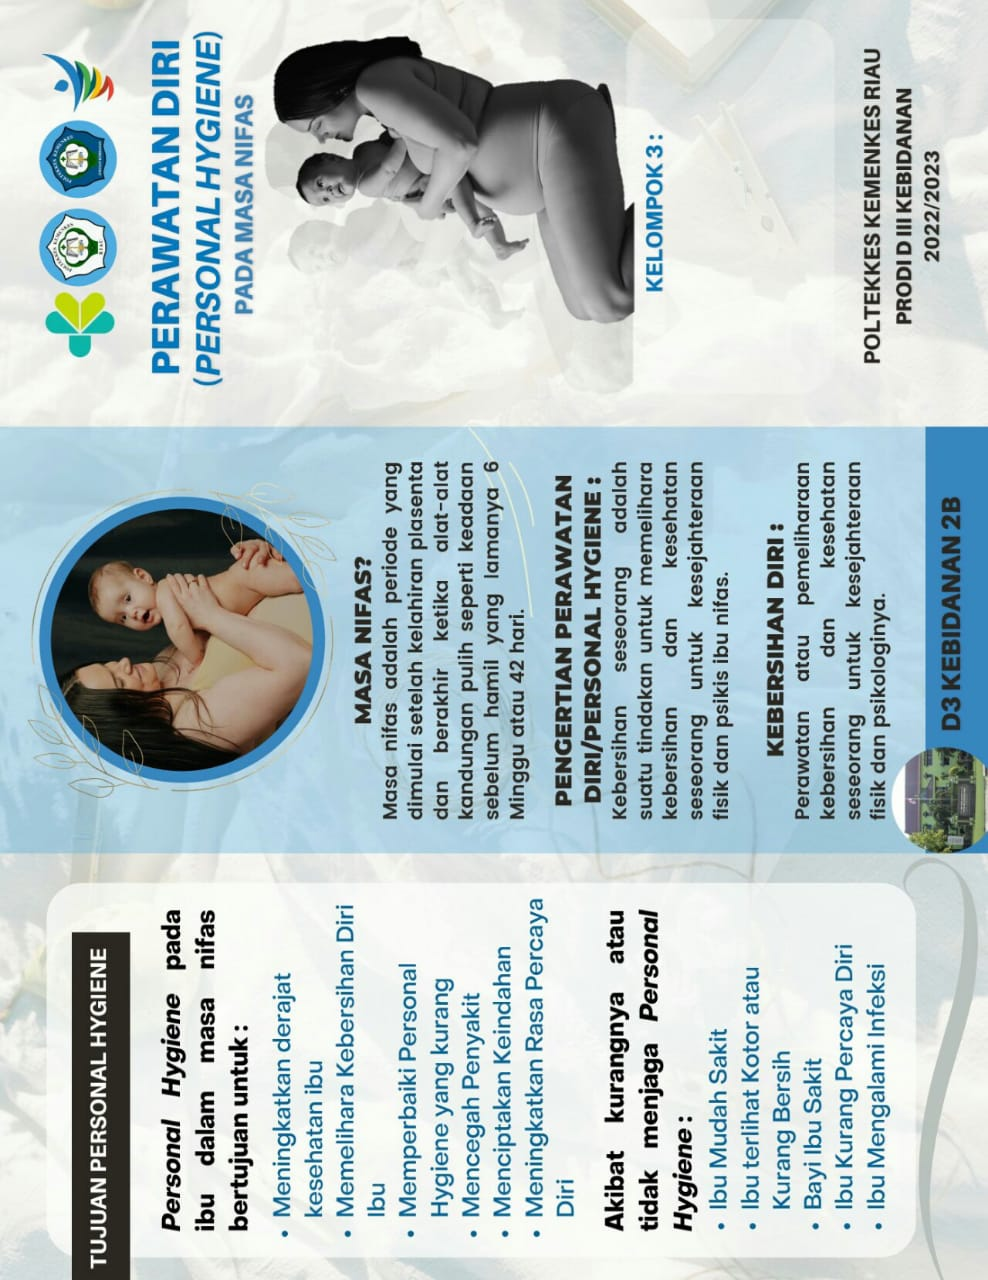 TUJUAN PERSONAL HYGIENE
Personal Hygiene pada
ibu dalam masa nifas
bertujuan untuk :
• Meningkatkan derajat
kesehatan ibu
• Memelihara Kebersihan Diri
Ibu
• Memperbaiki Personal
Hygiene yang kurang
• Mencegah Penyakit
• Menciptakan Keindahan
• Meningkatkan Rasa Percaya
Diri
Akibat kurangnya atau
tidak menjaga Personal
Hygiene :
• Ibu Mudah Sakit
• Ibu terlihat Kotor atau
Kurang Bersih
• Bayi Ibu Sakit
• Ibu Kurang Percaya Diri
• Ibu Mengalami Infeksi
MASA NIFAS?
Masa nifas adalah periode yang
dimulai setelah kelahiran plasenta
dan berakhir ketika alat-alat
kandungan pulih seperti keadaan
sebelum hamil yang lamanya 6
Minggu atau 42 hari.
PENGERTIAN PERAWATAN
DIRI/PERSONAL HYGIENE :
Kebersihan seseorang adalah
suatu tindakan untuk memelihara
kebersihan dan kesehatan
seseorang untuk kesejahteraan
fisik dan psikis ibu nifas.
KEBERSIHAN DIRI :
Perawatan atau pemeliharaan
kebersihan dan kesehatan
seseorang untuk kesejahteraan
fisik dan psikologinya.
D3 KEBIDANAN 2B
PERAWATAN DIRI
(PERSONAL HYGIENE)
PADA MASA NIFAS
KELOMPOK 3 :
POLTEKKES KEMENKES RIAU
PRODI D III KEBIDANAN
2022/2023